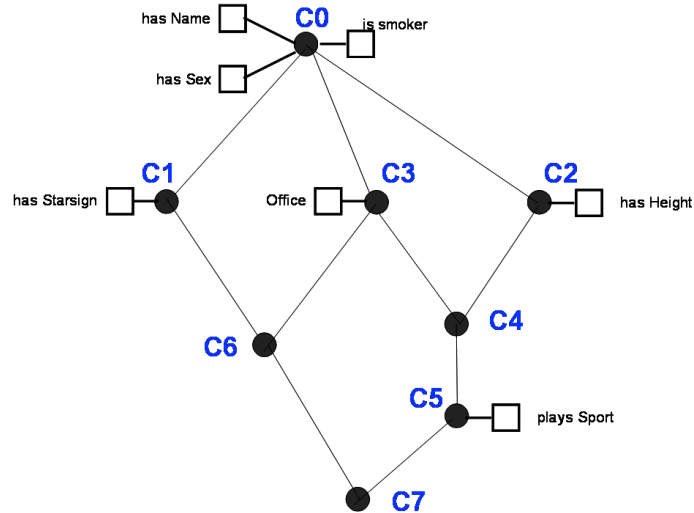 has Name
C0
is smoker
has Sex
C1
C3
C2
has Starsign
Office
has Height
C4
C6
C5
plays Sport
C7